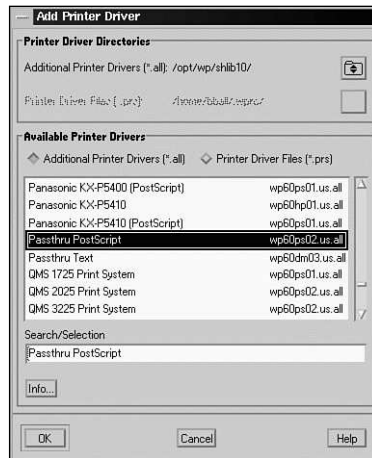 Add Printer Driver
Printer Driver Directories
Additional Printer Drivers (*.all): /opt/wp/shlib10/
Printer Driver Files (.prs): /home/bball/.wprc/
Available Printer Drivers
Additional Printer Drivers (*.all) Printer Driver Files (*.prs)
Panasonic KX-P5400 (PostScript) wp60ps01.us.all
Panasonic KX-P5410 wp60hp01.us.all
Panasonic KX-P5410 (PostScript) wp60ps01.us.all
Passthru PostScript wp60ps02.us.all
Passthru Text wp60dm03.us.all
QMS 1725 Print System wp60ps01.us.all
QMS 2025 Print System wp60ps02.us.all
QMS 3225 Print System wp60ps02.us.all
Search/Selection
Passthru PostScript
Info...
OK Cancel Help